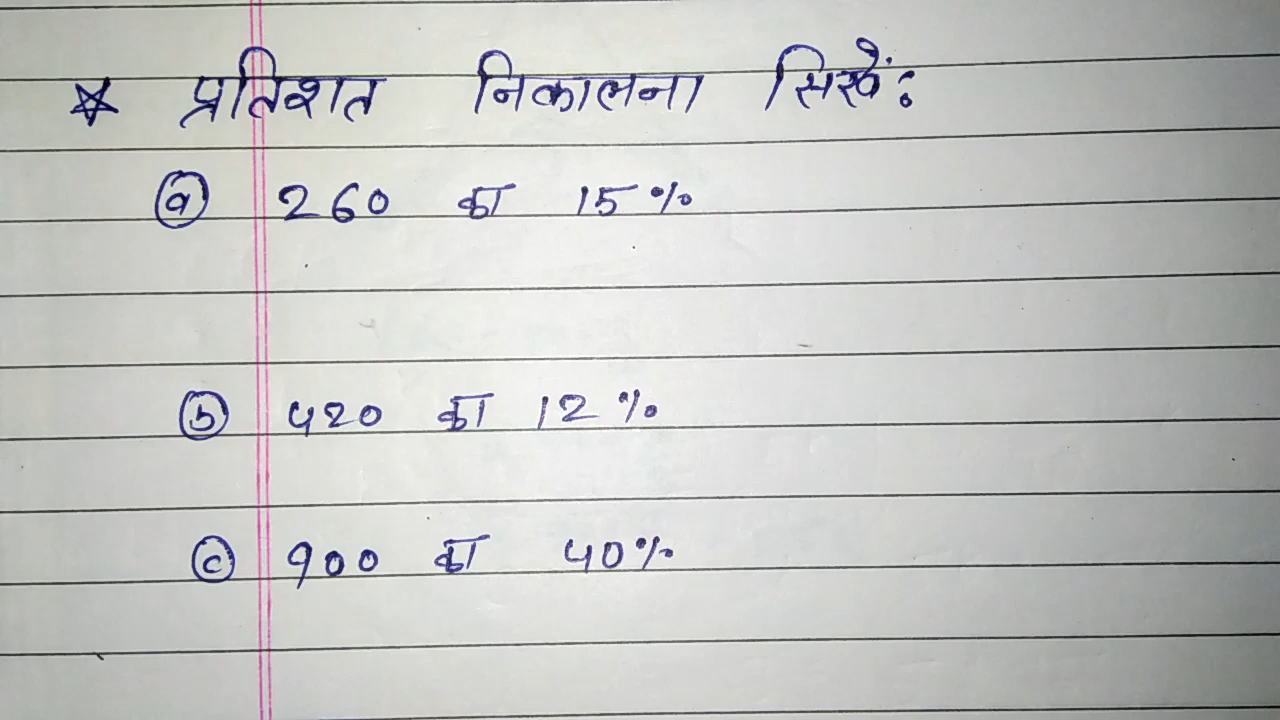 ☆ प्रतिशत निकालना सिखें:
ⓐ 260 का 15%
ⓑ 420 का 12%
ⓒ 900 का 40%